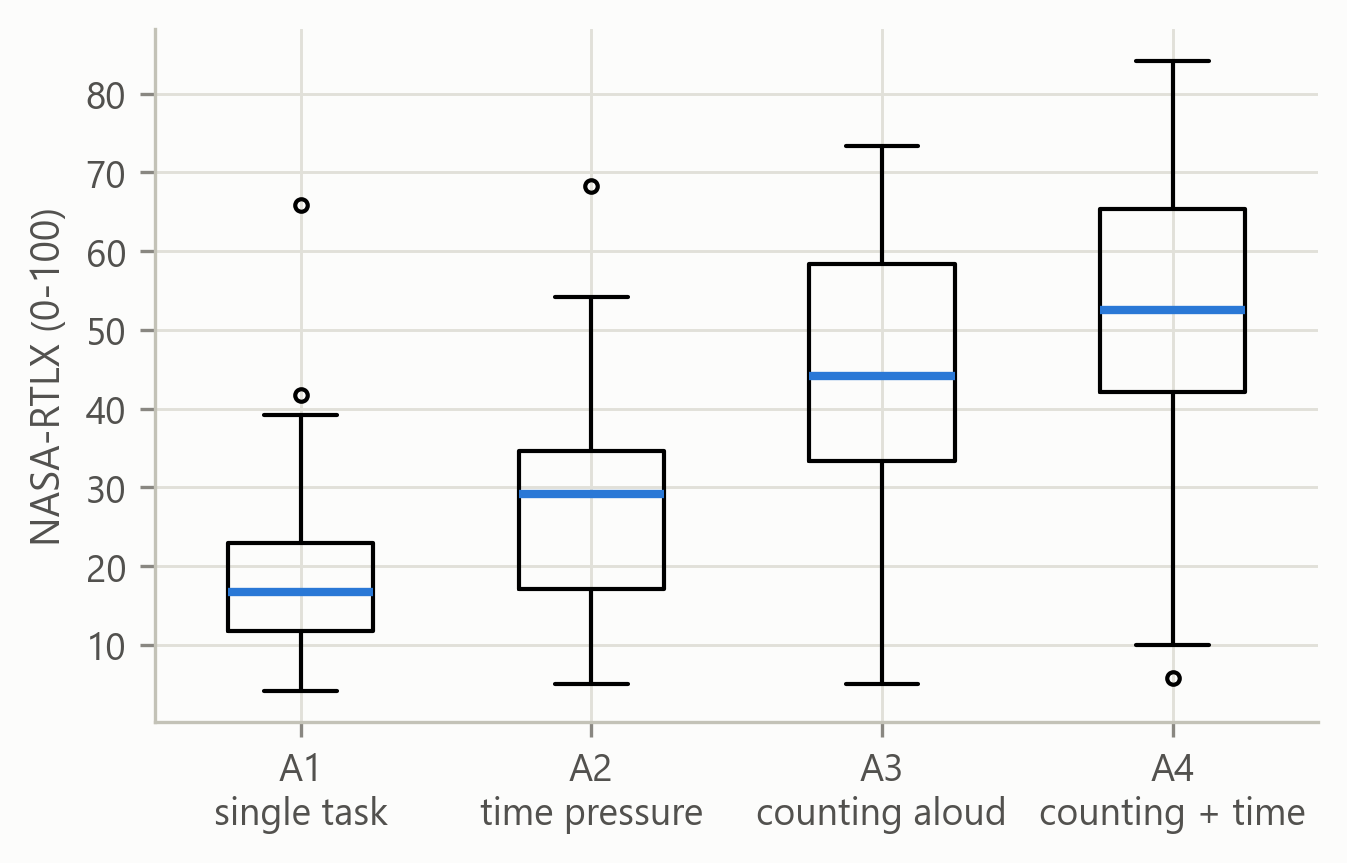 NASA-RTLX (0-100)
80
70
60
50
40
30
20
10
A1
single task
A2
time pressure
A3
counting aloud
A4
counting + time